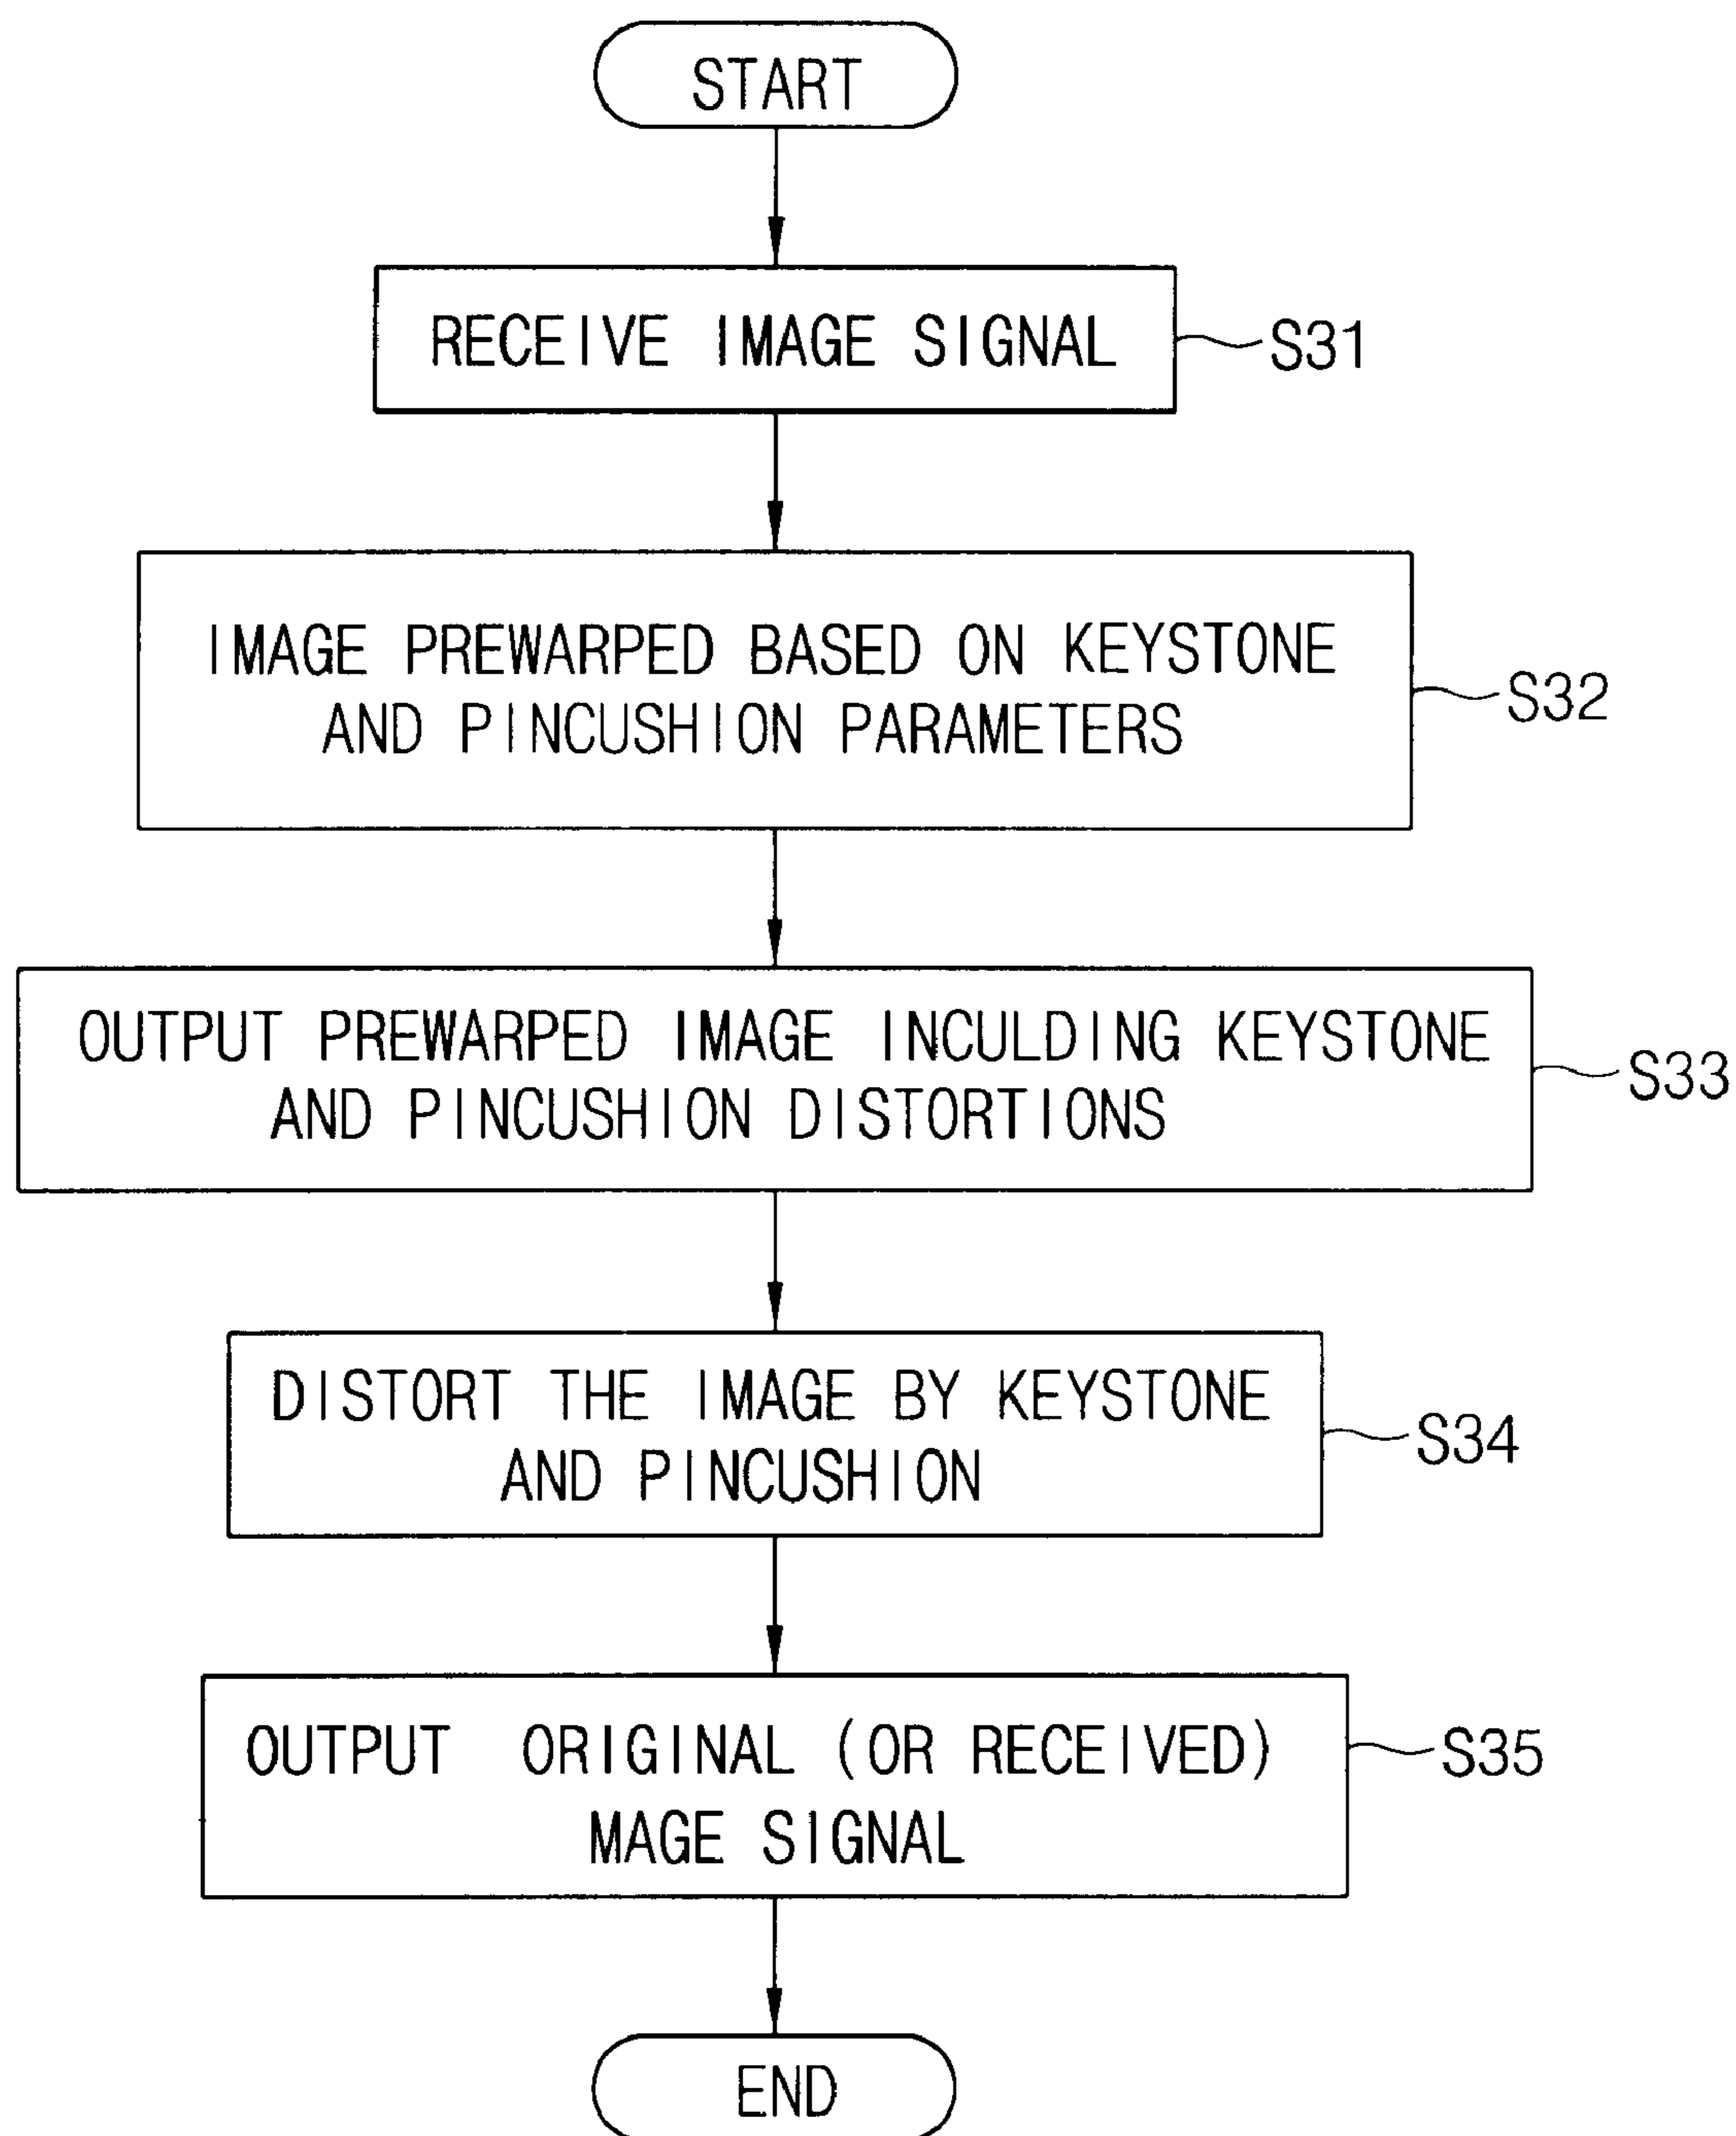 START
RECEIVE IMAGE SIGNAL
S31
IMAGE PREWARPED BASED ON KEYSTONE
AND PINCUSHION PARAMETERS
S32
OUTPUT PREWARPED IMAGE INCULDING KEYSTONE
AND PINCUSHION DISTORTIONS
S33
DISTORT THE IMAGE BY KEYSTONE
AND PINCUSHION
S34
OUTPUT ORIGINAL (OR RECEIVED)
MAGE SIGNAL
S35
END